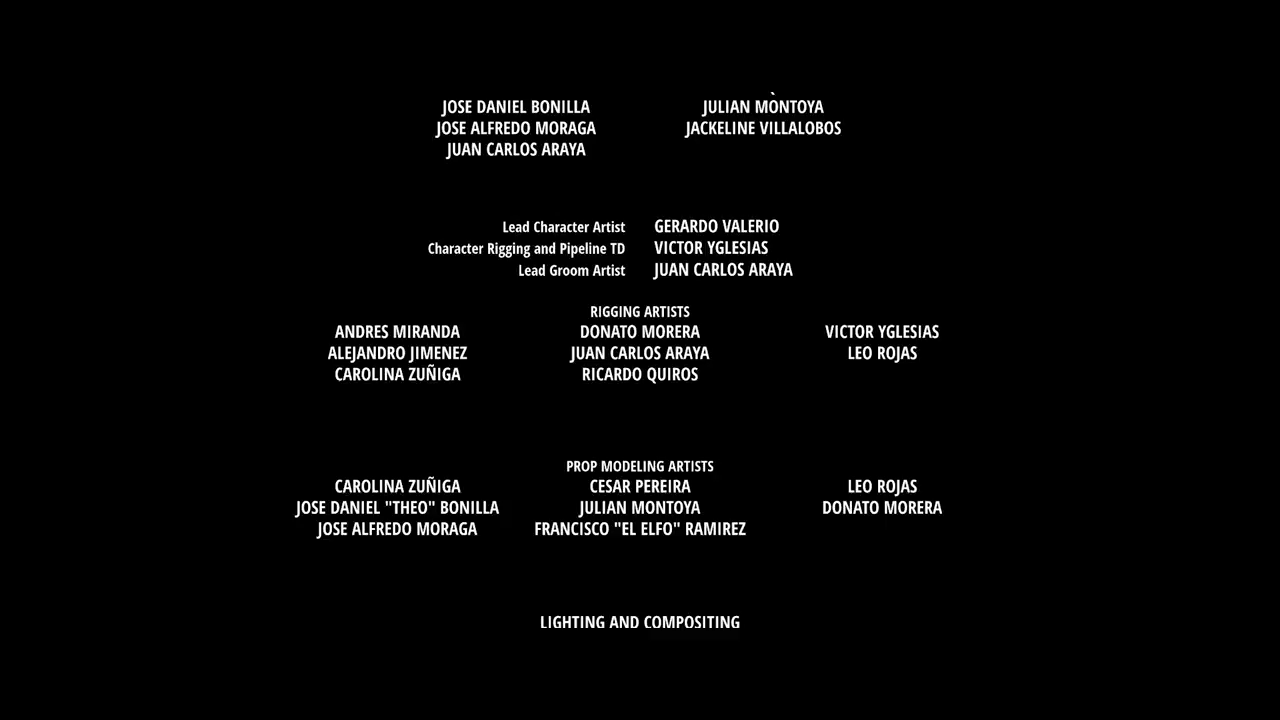 JOSE DANIEL BONILLA JULIAN MONTOYA
JOSE ALFREDO MORAGA JACKELINE VILLALOBOS
JUAN CARLOS ARAYA
Lead Character Artist GERARDO VALERIO
Character Rigging and Pipeline TD VICTOR YGLESIAS
Lead Groom Artist JUAN CARLOS ARAYA
RIGGING ARTISTS
ANDRES MIRANDA DONATO MORERA VICTOR YGLESIAS
ALEJANDRO JIMENEZ JUAN CARLOS ARAYA LEO ROJAS
CAROLINA ZUÑIGA RICARDO QUIROS
PROP MODELING ARTISTS
CAROLINA ZUÑIGA CESAR PEREIRA LEO ROJAS
JOSE DANIEL "THEO" BONILLA JULIAN MONTOYA DONATO MORERA
JOSE ALFREDO MORAGA FRANCISCO "EL ELFO" RAMIREZ
LIGHTING AND COMPOSITING